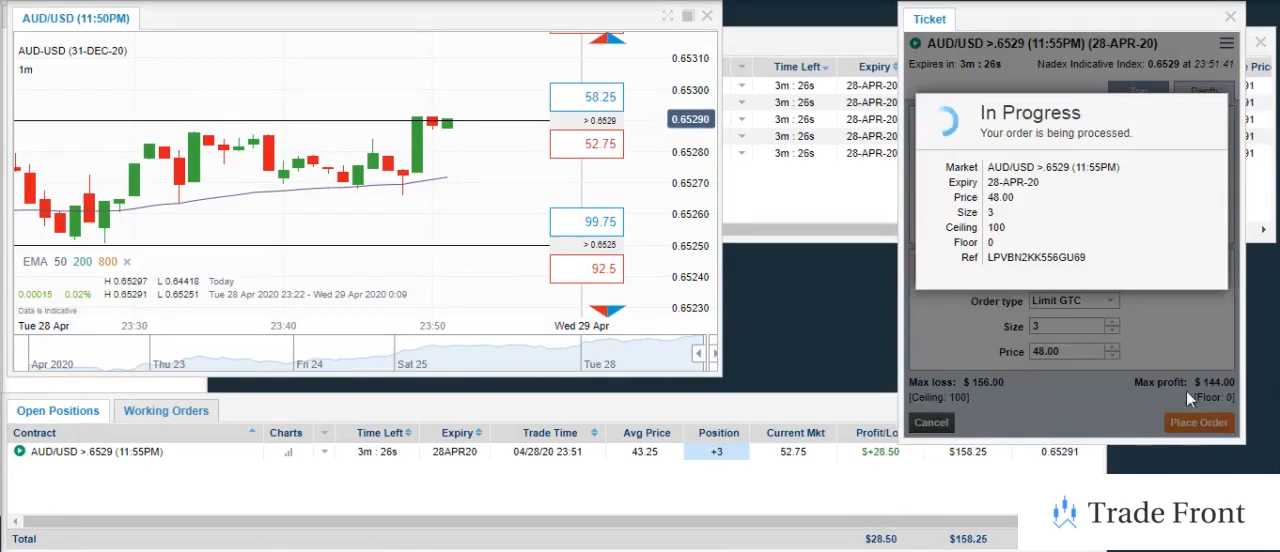 AUD/USD (11:50PM)
AUD-USD (31-DEC-20)
1m
0.65310
0.65300
0.65290
0.65280
0.65270
0.65260
0.65250
0.65240
0.65230
58.25
> 0.6529
52.75
99.75
> 0.6525
92.5
EMA 50 200 800
H 0.65297 L 0.64418 Today
0.00015 0.02% H 0.65291 L 0.65251 Tue 28 Apr 2020 23:22 - Wed 29 Apr 2020 0:09
Data is Indicative
Tue 28 Apr 23:30 23:40 23:50 Wed 29 Apr
Apr 2020 Thu 23 Fri 24 Sat 25 Tue 28
Time Left Expiry
3m : 26s 28-APR-20
3m : 26s 28-APR-20
3m : 26s 28-APR-20
3m : 26s 28-APR-20
3m : 26s 28-APR-20
Ticket
AUD/USD >.6529 (11:55PM) (28-APR-20)
Expires in: 3m : 26s Nadex Indicative Index: 0.6529 at 23:51:41
Depth
In Progress
Your order is being processed.
Market AUD/USD >.6529 (11:55PM)
Expiry 28-APR-20
Price 48.00
Size 3
Ceiling 100
Floor 0
Ref LPVBN2KK556GU69
Order type Limit GTC
Size 3
Price 48.00
Max loss: $ 156.00 Max profit: $ 144.00
[Ceiling: 100] [Floor: 0]
Cancel Place Order
Open Positions Working Orders
Contract Charts Time Left Expiry Trade Time Avg Price Position Current Mkt
AUD/USD >.6529 (11:55PM) 3m : 26s 28APR20 04/28/20 23:51 43.25 +3 52.75 $+28.50 $158.25 0.65291
Total $28.50 $158.25
Trade Front